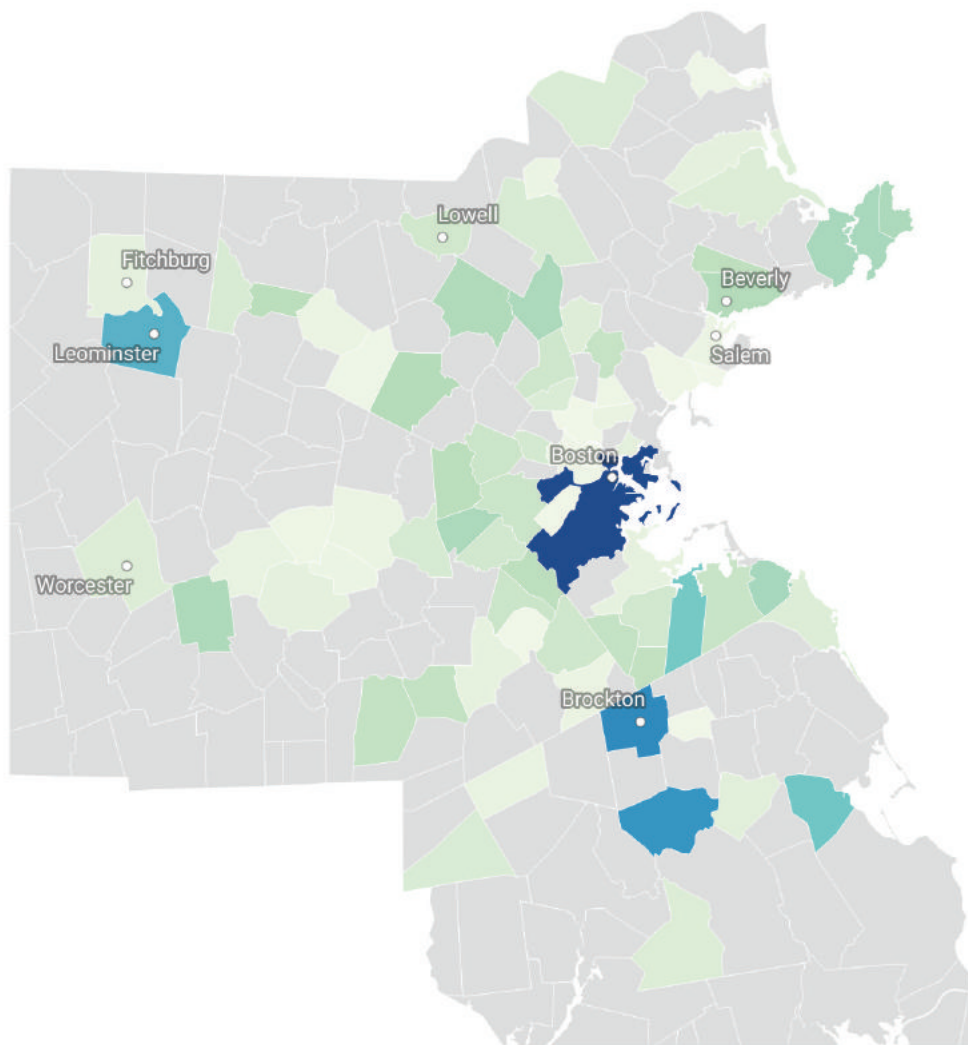 Lowell
Fitchburg
Beverly
Leominster
Salem
Boston
Worcester
Brockton